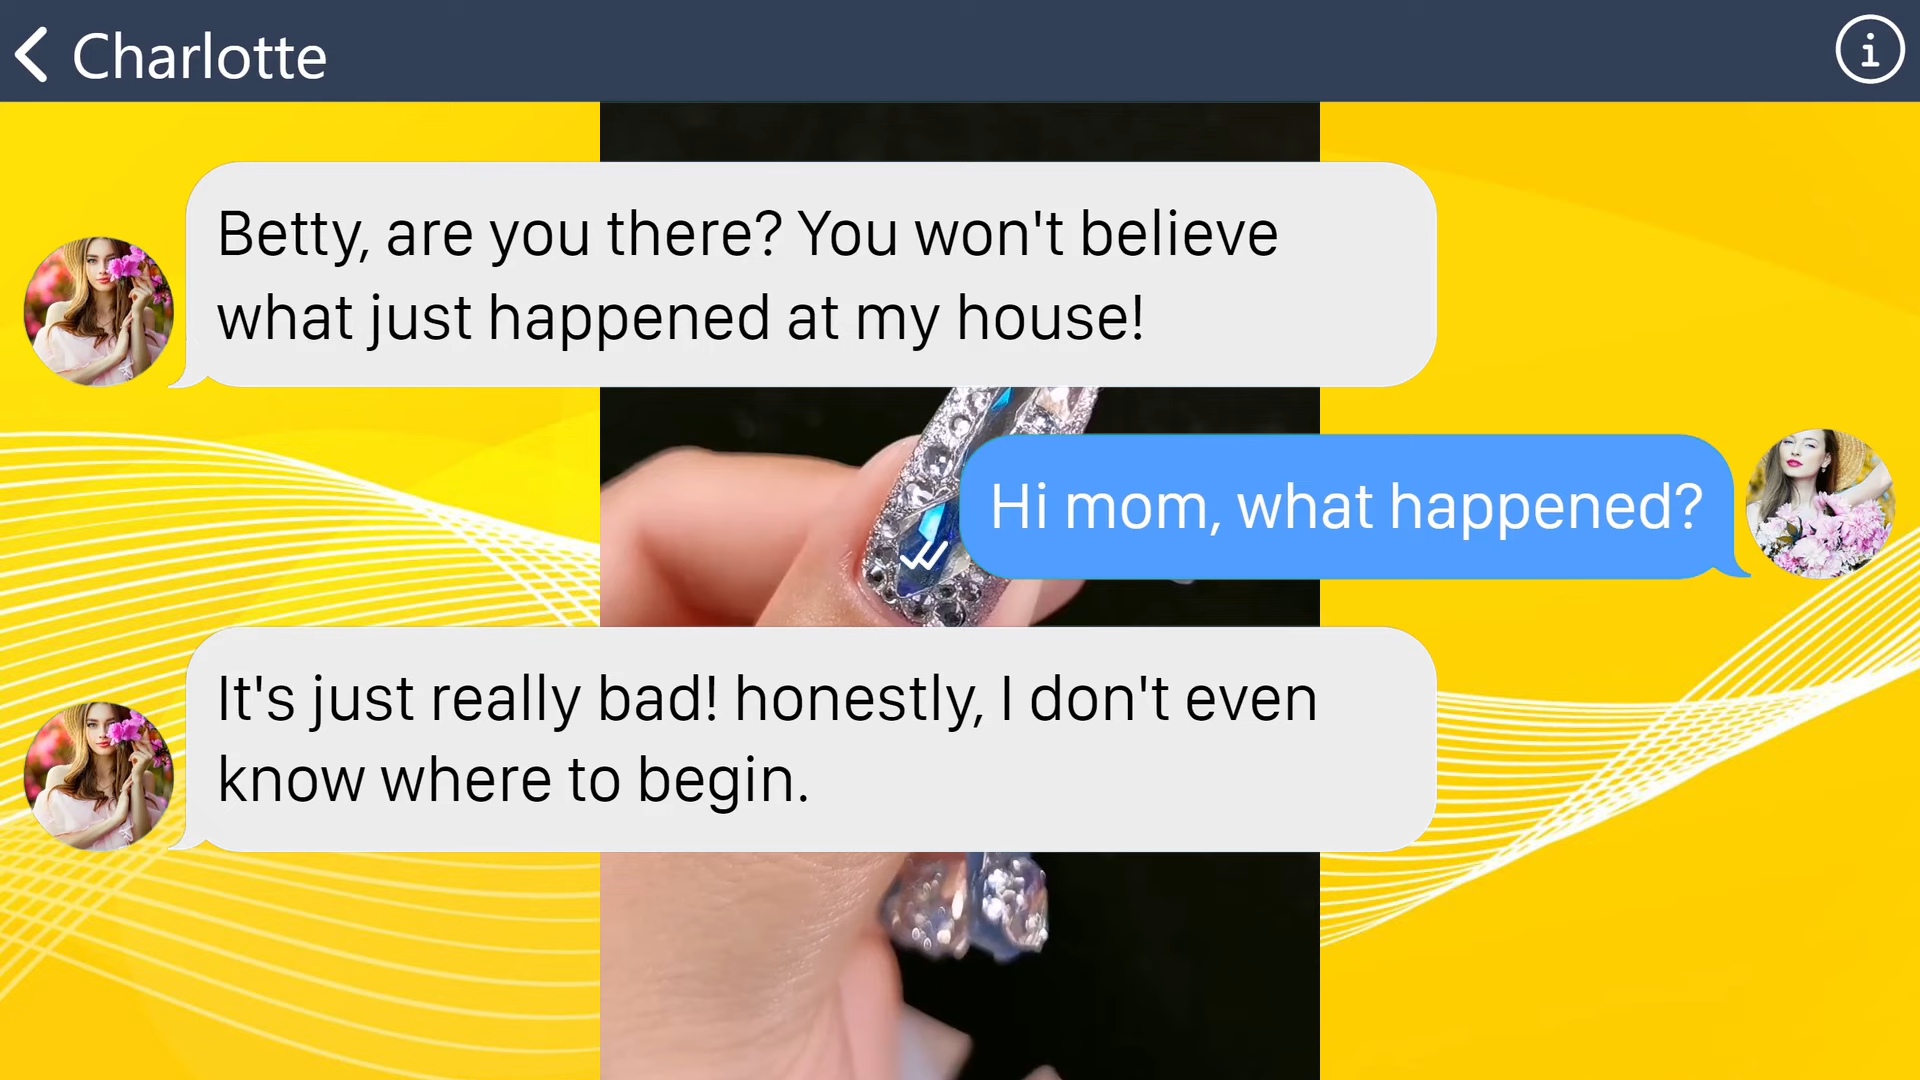 Charlotte
Betty, are you there? You won't believe
what just happened at my house!
Hi mom, what happened?
It's just really bad! honestly, I don't even
know where to begin.